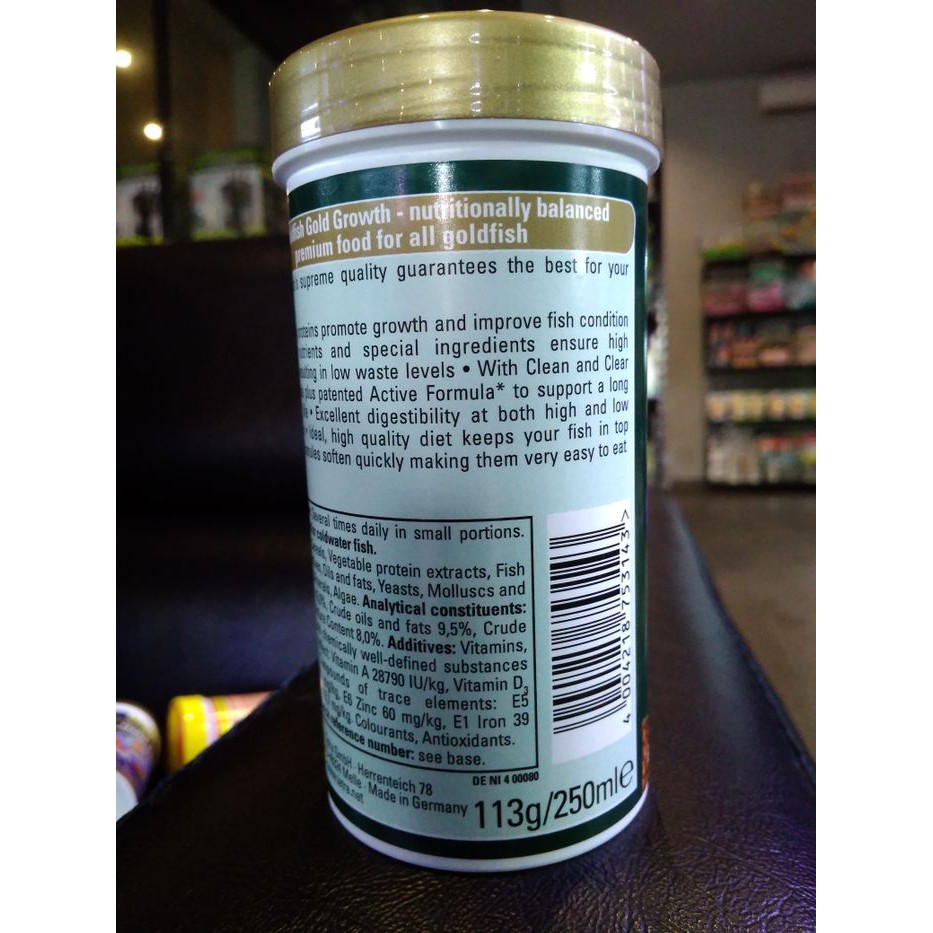 Gold Growth - nutritionally balanced
premium food for all goldfish
supreme quality guarantees the best for your
promote growth and improve fish condition
and special ingredients ensure high
in low waste levels • With Clean and Clear
plus patented Active Formula* to support a long
• Excellent digestibility at both high and low
• Ideal, high quality diet keeps your fish in top
soften quickly making them very easy to eat
Several times daily in small portions.
coldwater fish.
Vegetable protein extracts, Fish
Oils and fats, Yeasts, Molluscs and
Algae. Analytical constituents:
Crude oils and fats 9,5%, Crude
Content 8,0%. Additives: Vitamins,
chemically well-defined substances
Vitamin A 28790 IU/kg, Vitamin D3
of trace elements: E5
E6 Zinc 60 mg/kg, E1 Iron 39
mg/kg. Colourants, Antioxidants.
reference number: see base.
GmbH · Herrenteich 78
Melle · Made in Germany
DE NI 4 00080
113g/250ml e
4 004218 753143 >